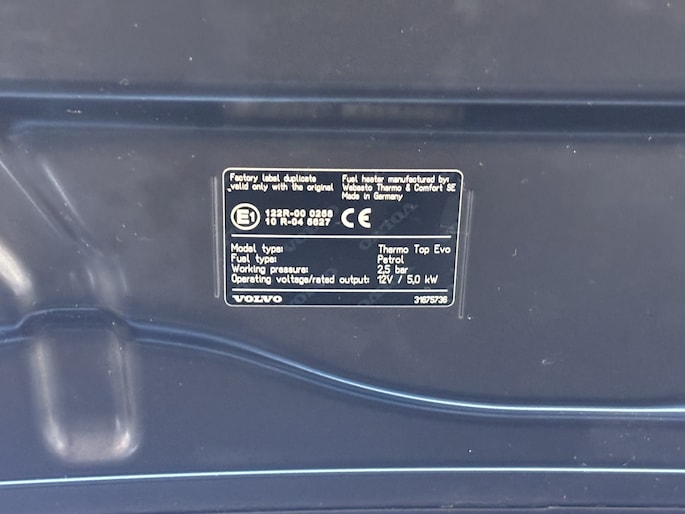 Factory label duplicate
valid only with the original
Fuel heater manufactured by:
Webasto Thermo & Comfort SE
Made in Germany
E1
122R-00 0258
10 R-04 5627
CE
Model type: Thermo Top Evo
Fuel type: Petrol
Working pressure: 2,5 bar
Operating voltage/rated output: 12V / 5,0 kW
VOLVO
31675736